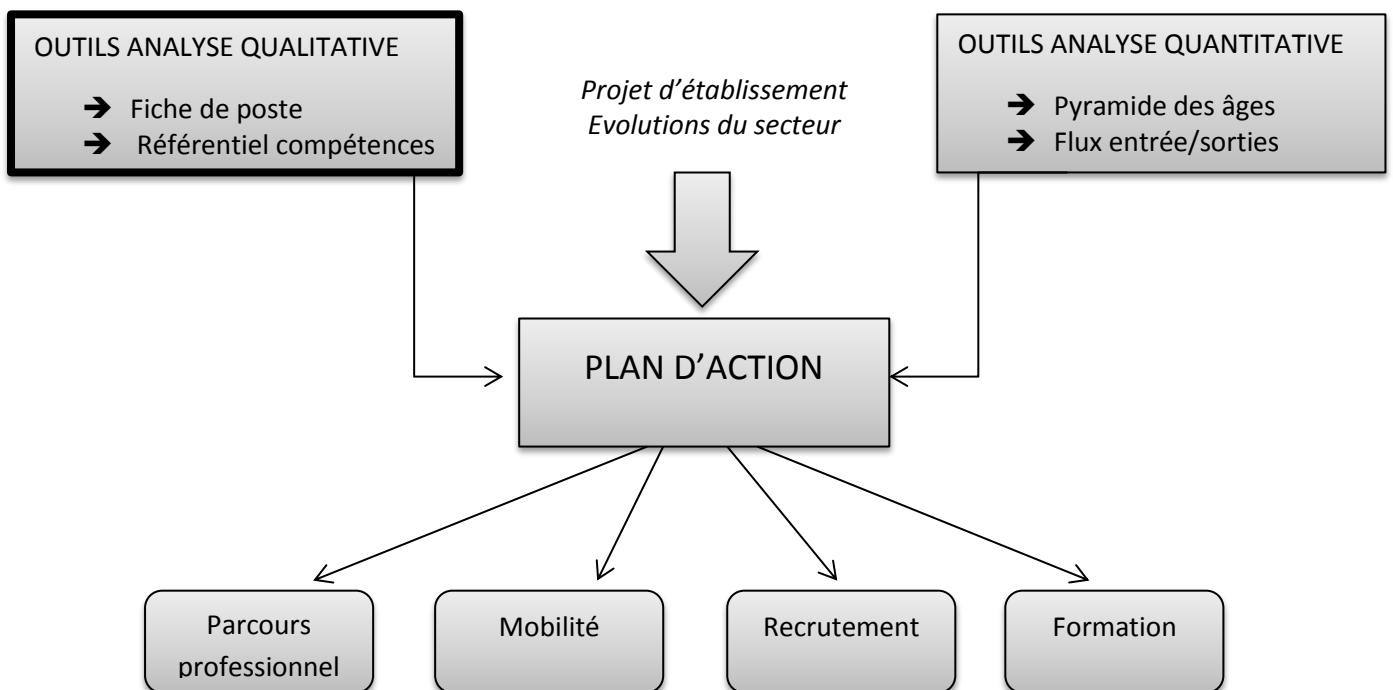 OUTILS ANALYSE QUALITATIVE
➔ Fiche de poste
➔ Référentiel compétences
Projet d’établissement
Evolutions du secteur
OUTILS ANALYSE QUANTITATIVE
➔ Pyramide des âges
➔ Flux entrée/sorties
PLAN D’ACTION
Parcours
professionnel
Mobilité
Recrutement
Formation